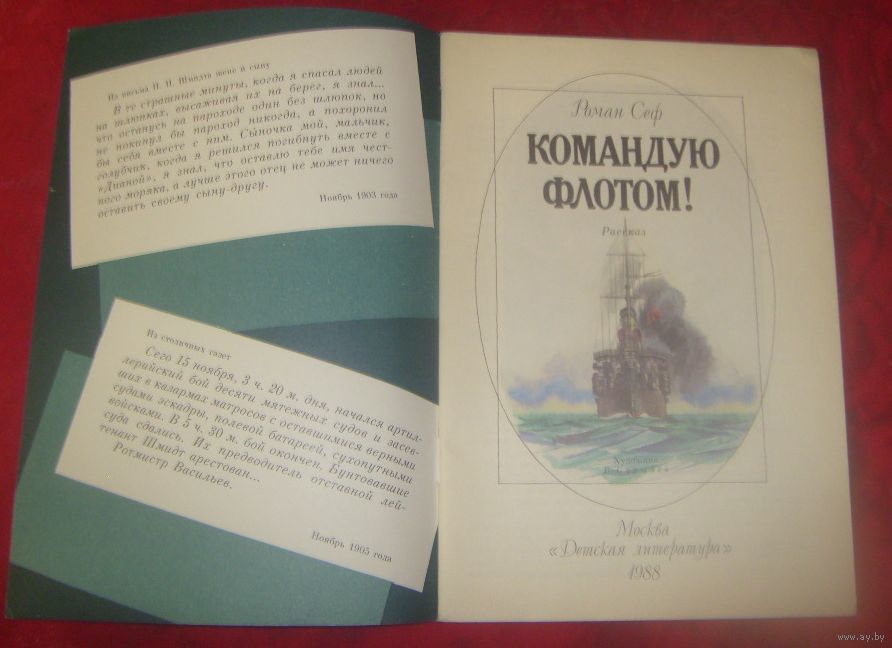 Из письма П. П. Шмидта жене и сыну
В те страшные минуты, когда я спасал людей
на шлюпках, высаживая их на берег, я знал...
что останусь на пароходе один без шлюпок, но
не покинул бы пароход никогда, а похоронил
бы себя вместе с ним. Сыночка мой, мальчик,
голубчик, когда я решился погибнуть вместе с
«Дианой», я знал, что оставлю тебе имя чест-
ного моряка, а лучше этого отец не может ничего
оставить своему сыну-другу.
Ноябрь 1903 года
Из столичных газет
Сего 15 ноября, 3 ч. 20 м. дня, начался артил-
лерийский бой десяти мятежных судов и засев-
ших в казармах матросов с оставшимися верными
судами эскадры, полевой батареей, сухопутными
войсками. В 5 ч. 30 м. бой окончен. Бунтовавшие
суда сдались. Их предводитель отставной лей-
тенант Шмидт арестован...
Ротмистр Васильев.
Ноябрь 1905 года
Роман Сеф
КОМАНДУЮ
ФЛОТОМ!
Рассказ
Художник
Москва
«Детская литература»
1988
www.ay.by